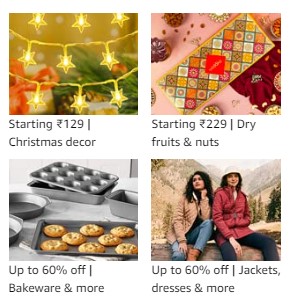 Starting ₹129 |
Christmas decor
Starting ₹229 | Dry
fruits & nuts
Up to 60% off |
Bakeware & more
Up to 60% off | Jackets,
dresses & more